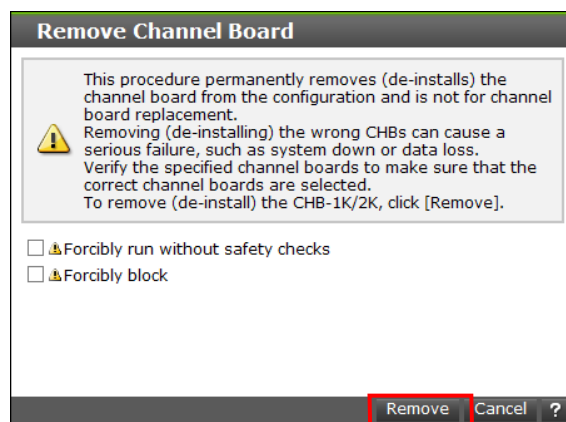 Remove Channel Board
This procedure permanently removes (de-installs) the
channel board from the configuration and is not for channel
board replacement.
Removing (de-installing) the wrong CHBs can cause a
serious failure, such as system down or data loss.
Verify the specified channel boards to make sure that the
correct channel boards are selected.
To remove (de-install) the CHB-1K/2K, click [Remove].
Forcibly run without safety checks
Forcibly block
Remove Cancel ?